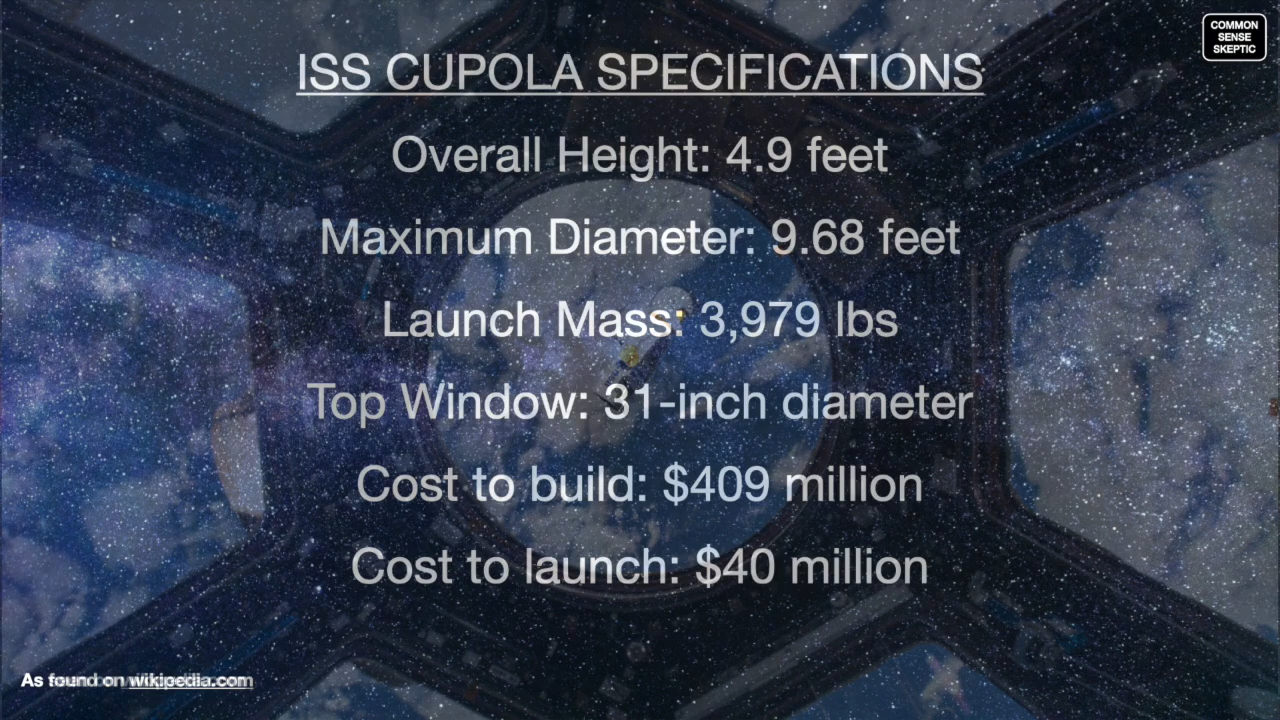 COMMON
SENSE
SKEPTIC
ISS CUPOLA SPECIFICATIONS
Overall Height: 4.9 feet
Maximum Diameter: 9.68 feet
Launch Mass: 3,979 lbs
Top Window: 31-inch diameter
Cost to build: $409 million
Cost to launch: $40 million
As found on wikipedia.com